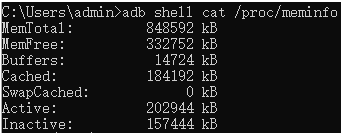 C:\Users\admin>adb shell cat /proc/meminfo
MemTotal:         848592 kB
MemFree:          332752 kB
Buffers:           14724 kB
Cached:           184192 kB
SwapCached:            0 kB
Active:           202944 kB
Inactive:         157444 kB